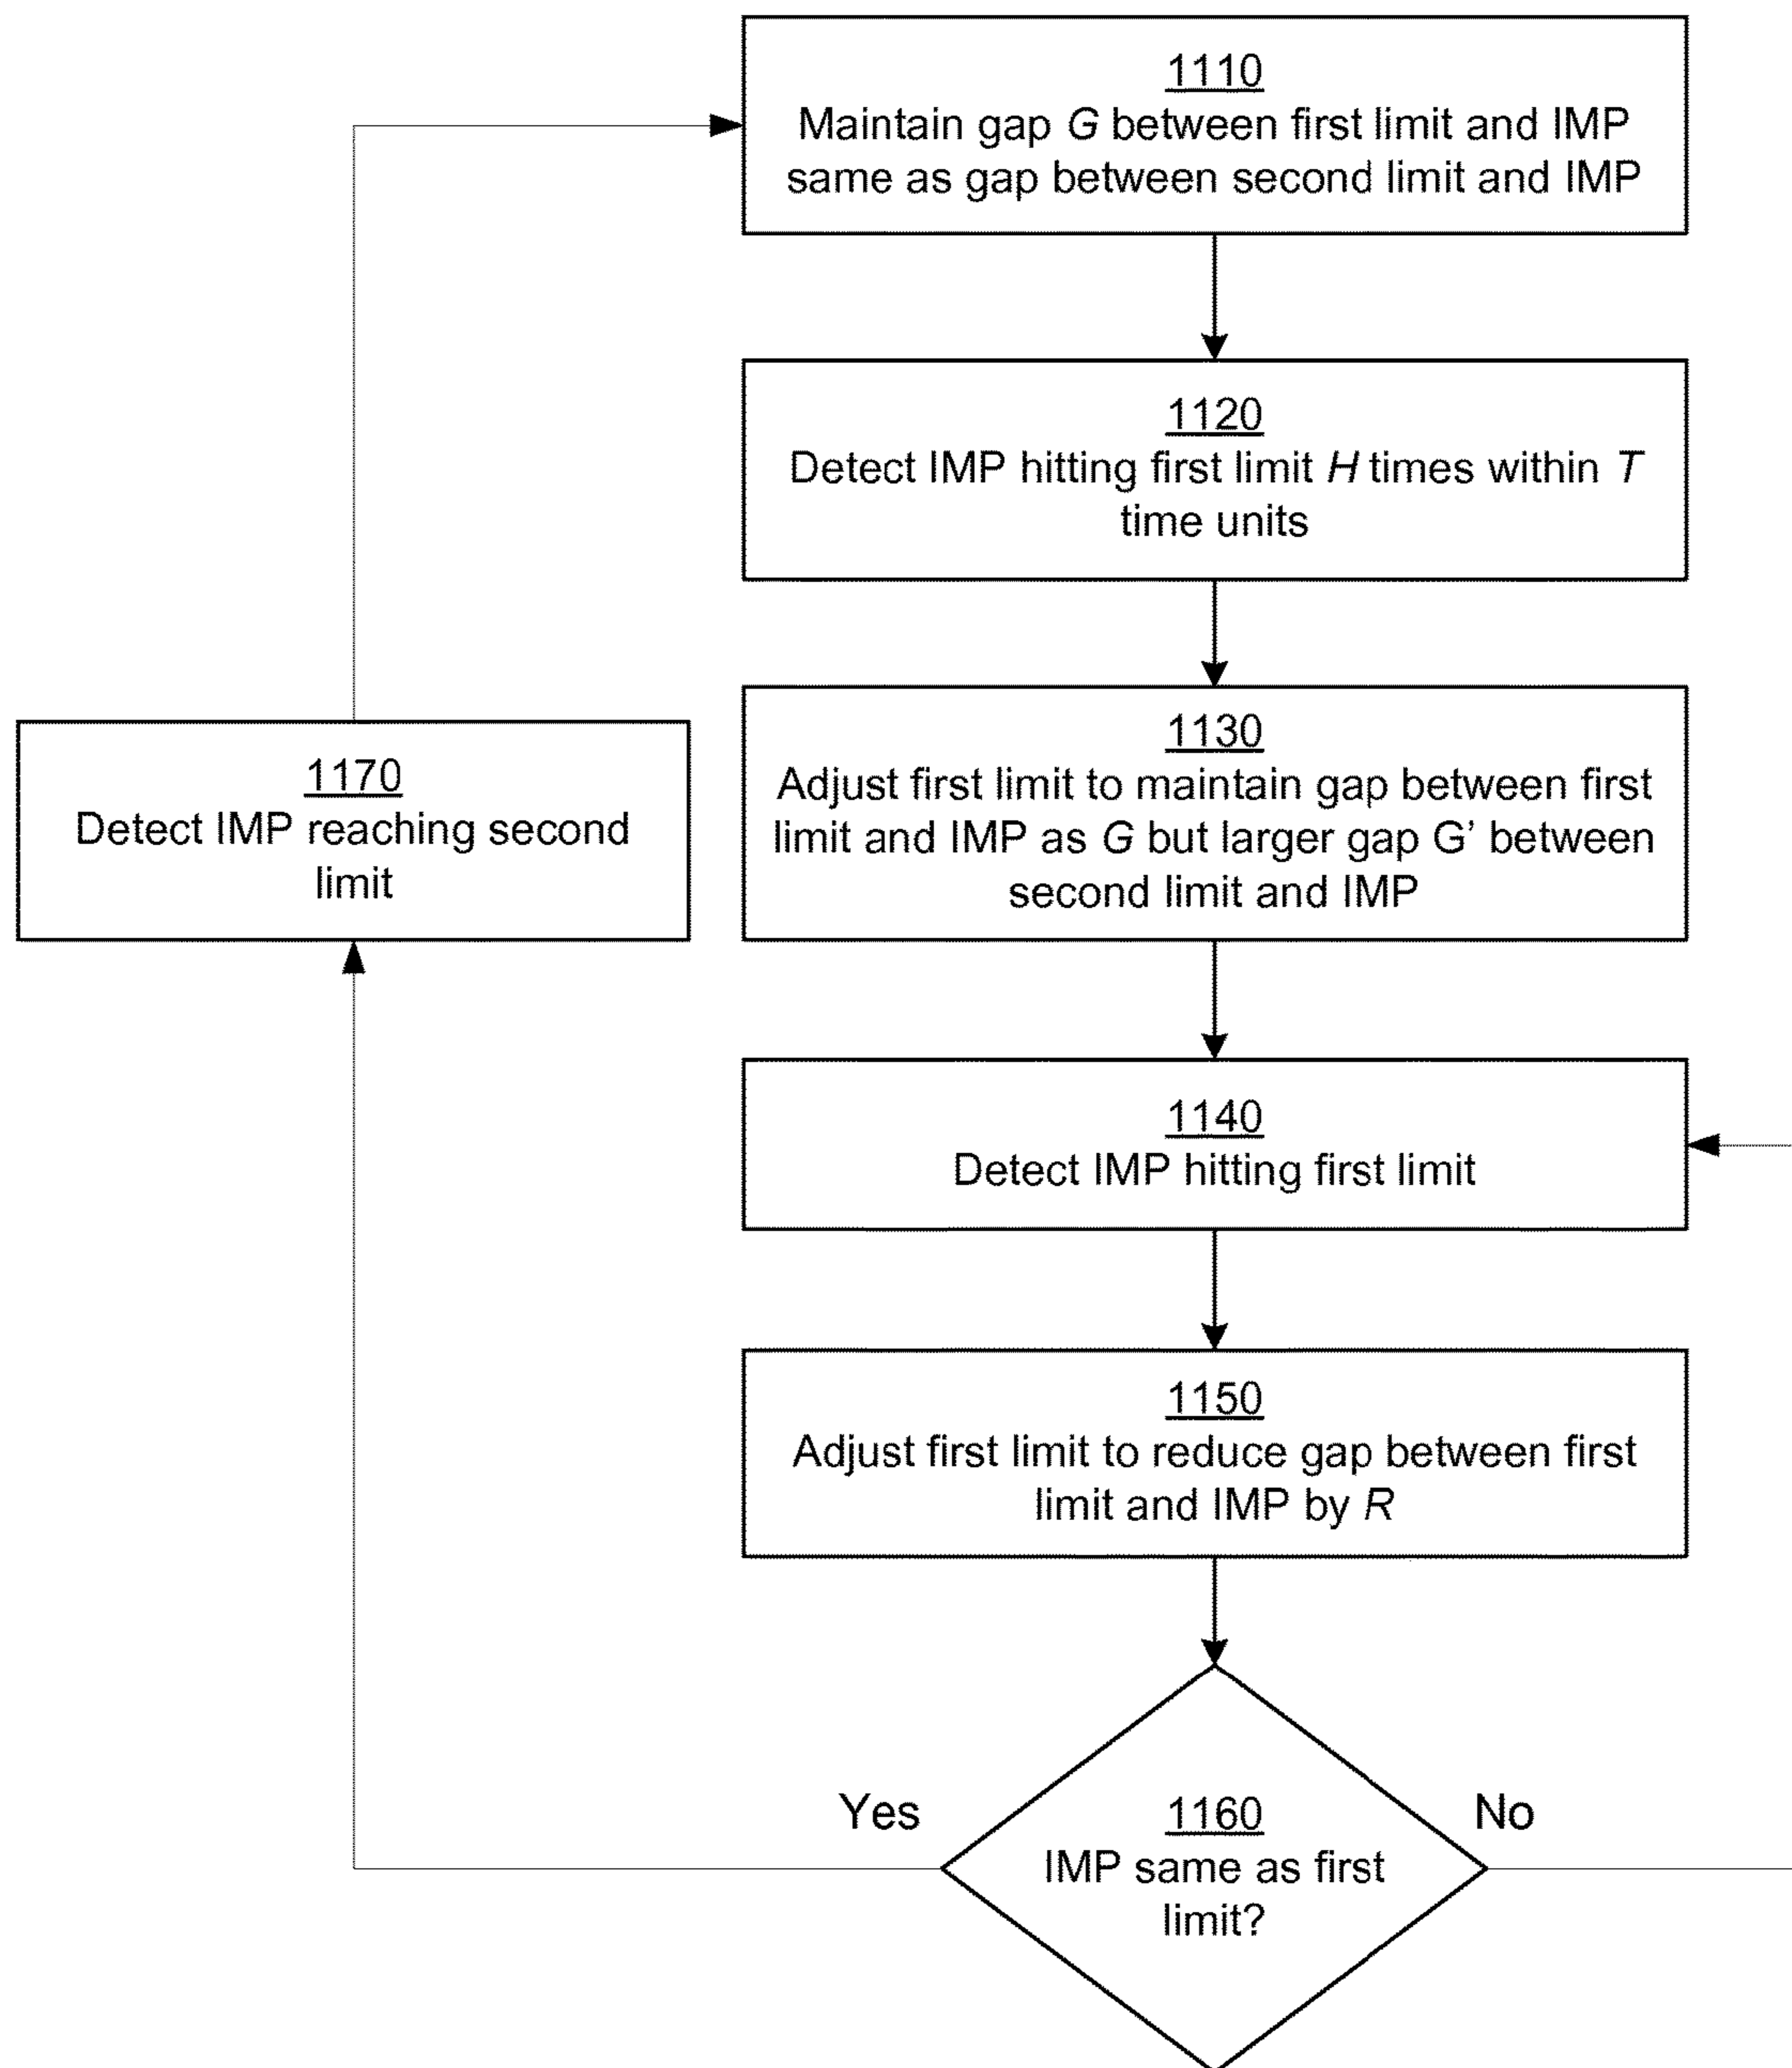 1110
Maintain gap G between first limit and IMP
same as gap between second limit and IMP
1120
Detect IMP hitting first limit H times within T
time units
1130
Adjust first limit to maintain gap between first
limit and IMP as G but larger gap G’ between
second limit and IMP
1170
Detect IMP reaching second
limit
1140
Detect IMP hitting first limit
1150
Adjust first limit to reduce gap between first
limit and IMP by R
Yes
No
1160
IMP same as first
limit?